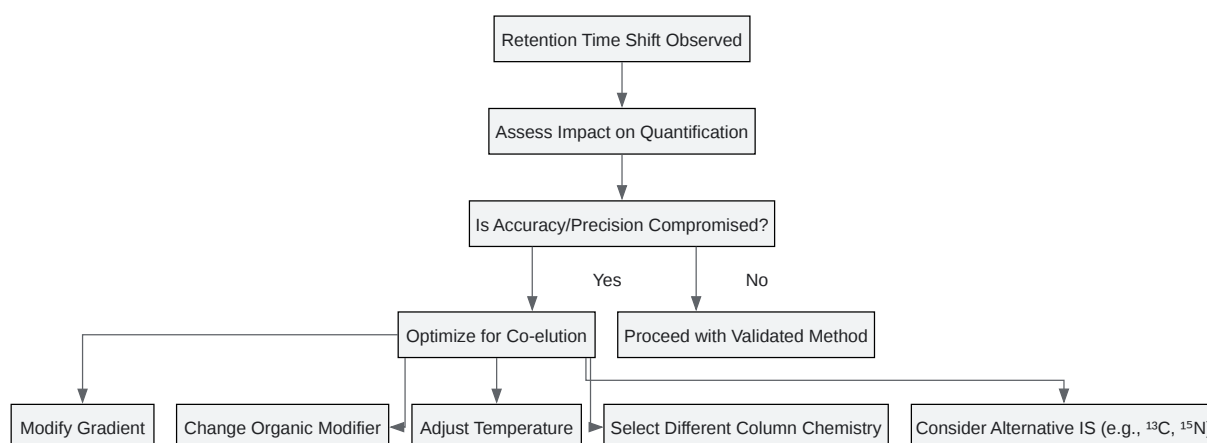 Retention Time Shift Observed
Assess Impact on Quantification
Is Accuracy/Precision Compromised?
Yes
No
Optimize for Co-elution
Proceed with Validated Method
Modify Gradient
Change Organic Modifier
Adjust Temperature
Select Different Column Chemistry
Consider Alternative IS (e.g., ¹³C, ¹⁵N)